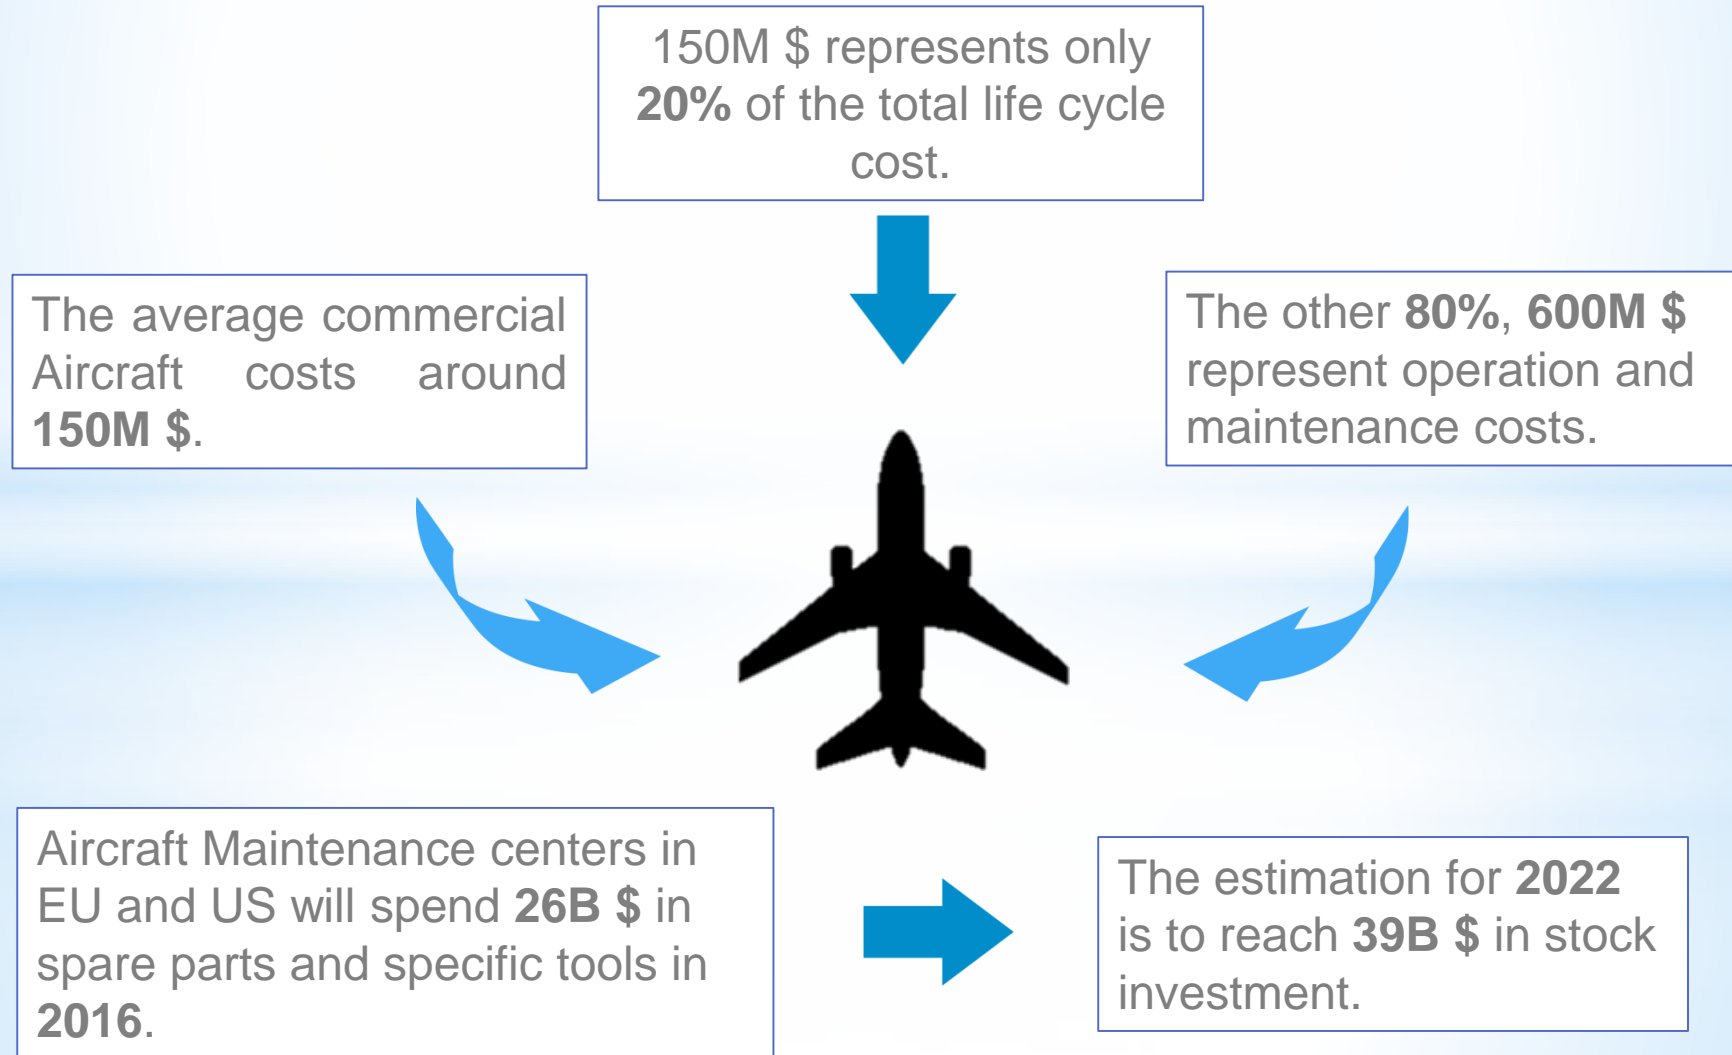 150M $ represents only
20% of the total life cycle
cost.
The average commercial
Aircraft costs around
150M $.
The other 80%, 600M $
represent operation and
maintenance costs.
Aircraft Maintenance centers in
EU and US will spend 26B $ in
spare parts and specific tools in
2016.
The estimation for 2022
is to reach 39B $ in stock
investment.